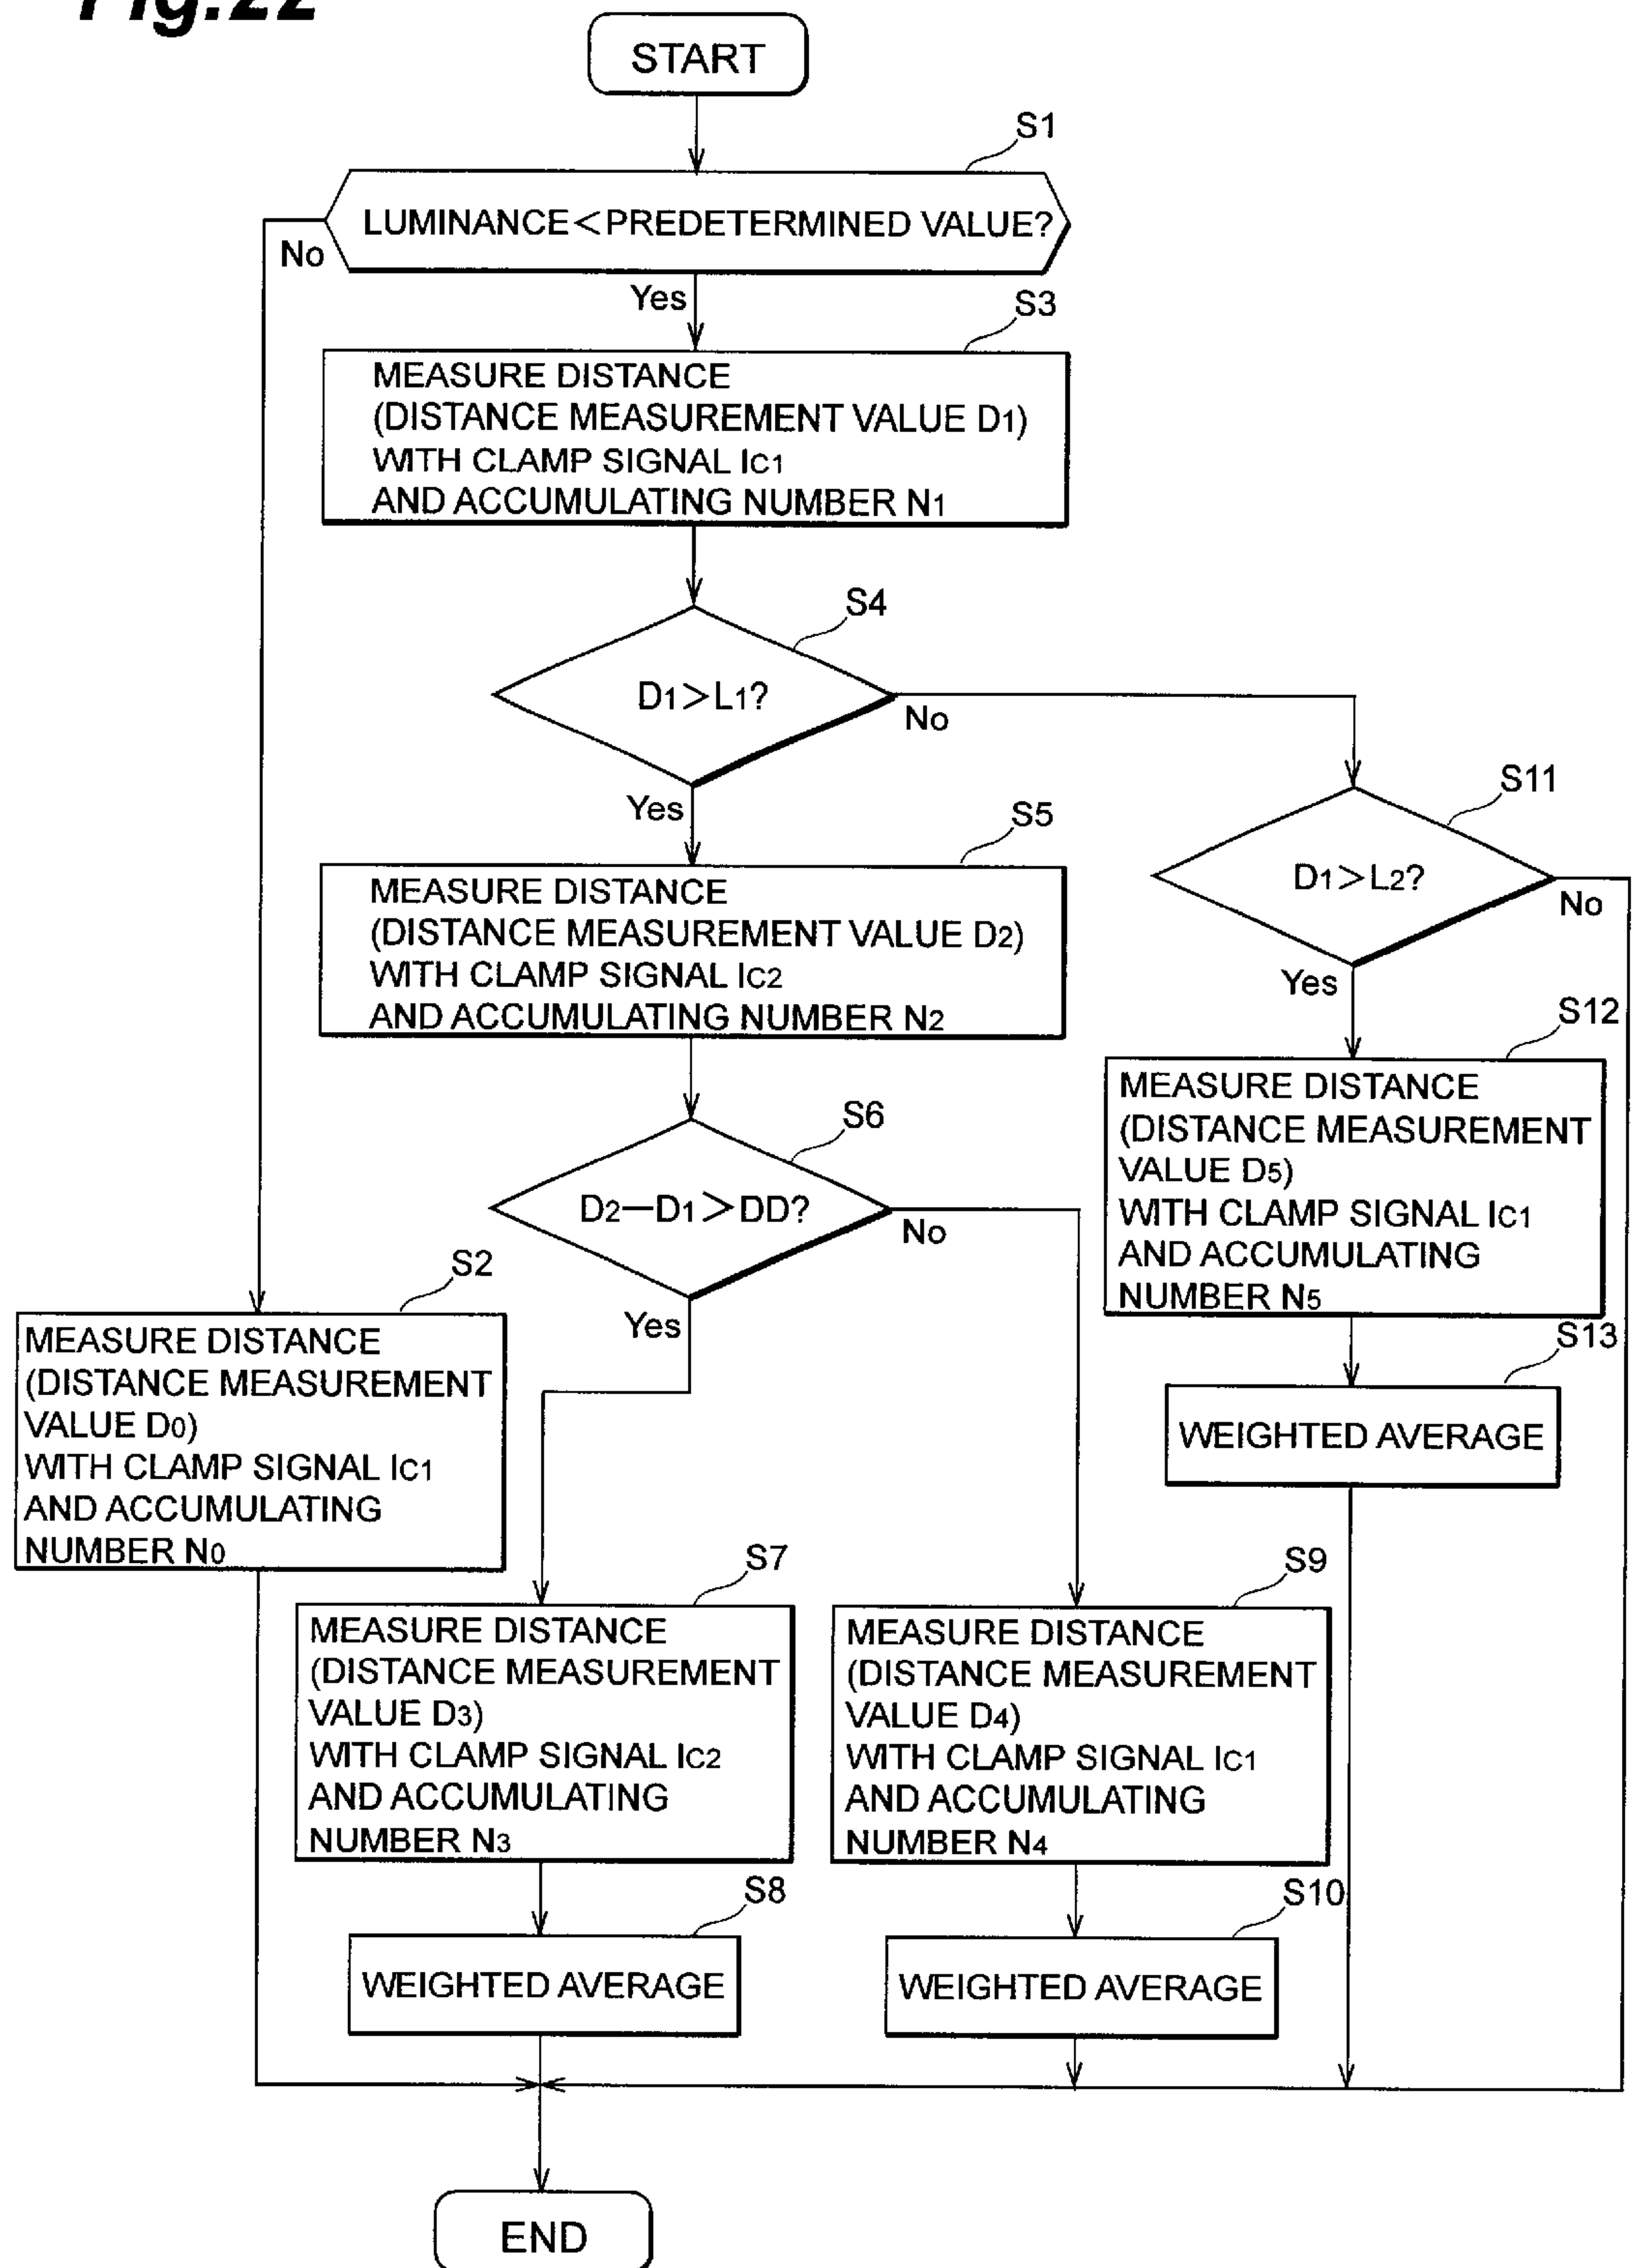 Fig.22
START
S1
LUMINANCE<PREDETERMINED VALUE?
No
Yes
S3
MEASURE DISTANCE
(DISTANCE MEASUREMENT VALUE D1)
WITH CLAMP SIGNAL IC1
AND ACCUMULATING NUMBER N1
S4
D1>L1?
No
Yes
S11
D1>L2?
No
Yes
S5
MEASURE DISTANCE
(DISTANCE MEASUREMENT VALUE D2)
WITH CLAMP SIGNAL IC2
AND ACCUMULATING NUMBER N2
S12
MEASURE DISTANCE
(DISTANCE MEASUREMENT
VALUE D5)
WITH CLAMP SIGNAL IC1
AND ACCUMULATING
NUMBER N5
S6
D2—D1>DD?
No
Yes
S2
MEASURE DISTANCE
(DISTANCE MEASUREMENT
VALUE D0)
WITH CLAMP SIGNAL IC1
AND ACCUMULATING
NUMBER N0
S13
WEIGHTED AVERAGE
S7
MEASURE DISTANCE
(DISTANCE MEASUREMENT
VALUE D3)
WITH CLAMP SIGNAL IC2
AND ACCUMULATING
NUMBER N3
S9
MEASURE DISTANCE
(DISTANCE MEASUREMENT
VALUE D4)
WITH CLAMP SIGNAL IC1
AND ACCUMULATING
NUMBER N4
S8
WEIGHTED AVERAGE
S10
WEIGHTED AVERAGE
END